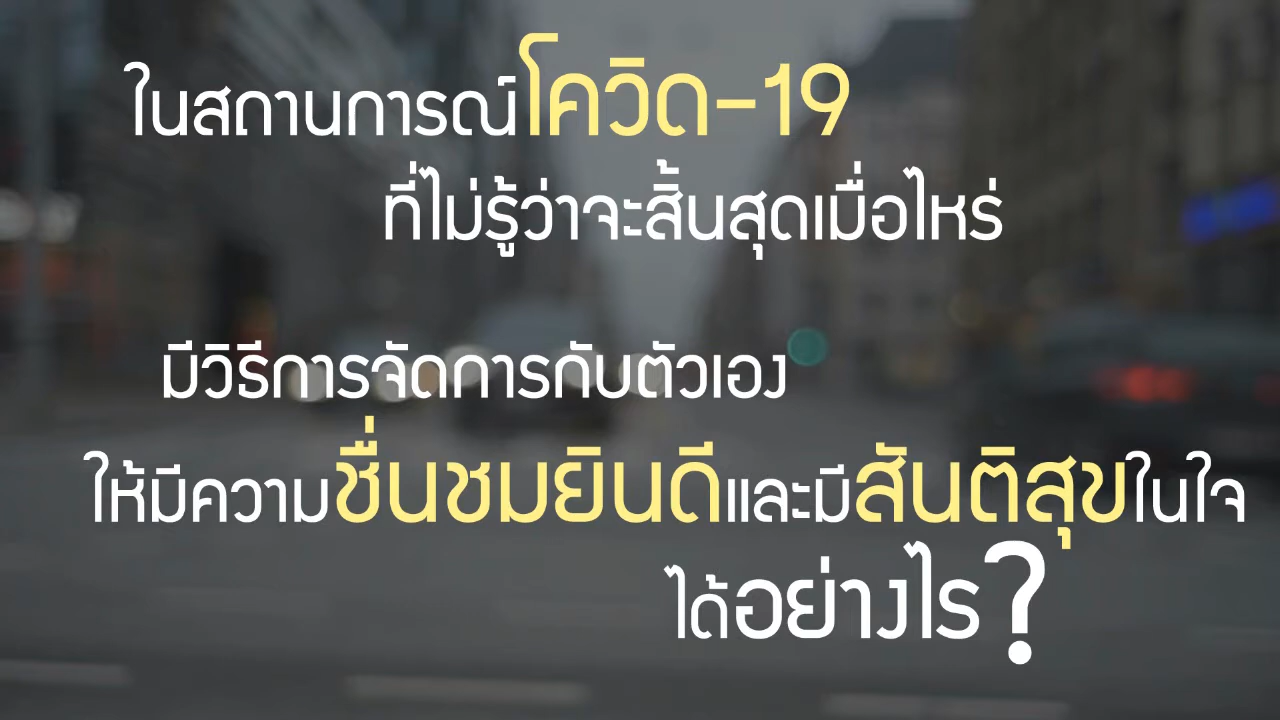 ในสถานการณ์โควิด-19
ที่ไม่รู้ว่าจะสิ้นสุดเมื่อไหร่
มีวิธีการจัดการกับตัวเอง
ให้มีความชื่นชมยินดีและมีสันติสุขในใจ
ได้อย่างไร?